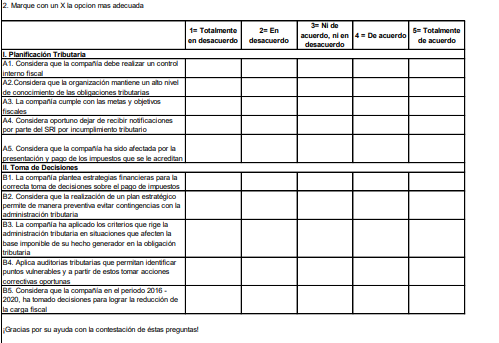 2. Marque con un X la opcion mas adecuada
1= Totalmente en desacuerdo
2= En desacuerdo
3= Ni de acuerdo, ni en desacuerdo
4 = De acuerdo
5= Totalmente de acuerdo
I. Planificación Tributaria
A1. Considera que la compañía debe realizar un control
interno fiscal
A2.Considera que la organización mantiene un alto nivel
de conocimiento de las obligaciones tributarias
A3. La compañía cumple con las metas y objetivos
fiscales
A4. Considera oportuno dejar de recibir notificaciones
por parte del SRI por incumplimiento tributario
A5. Considera que la compañía ha sido afectada por la
presentación y pago de los impuestos que se le acreditan
II. Toma de Decisiones
B1. La compañía plantea estrategias financieras para la
correcta toma de decisiones sobre el pago de impuestos
B2. Considera que la realización de un plan estratégico
permite de manera preventiva evitar contingencias con la
administración tributaria
B3. La compañía ha aplicado los criterios que rige la
administración tributaria en situaciones que afecten la
base imponible de su hecho generador en la obligación
tributaria
B4. Aplica auditorías tributarias que permitan identificar
puntos vulnerables y a partir de estos tomar acciones
correctivas oportunas
B5. Considera que la compañía en el periodo 2016 -
2020, ha tomado decisiones para lograr la reducción de
la carga fiscal
¡Gracias por su ayuda con la contestación de éstas preguntas!